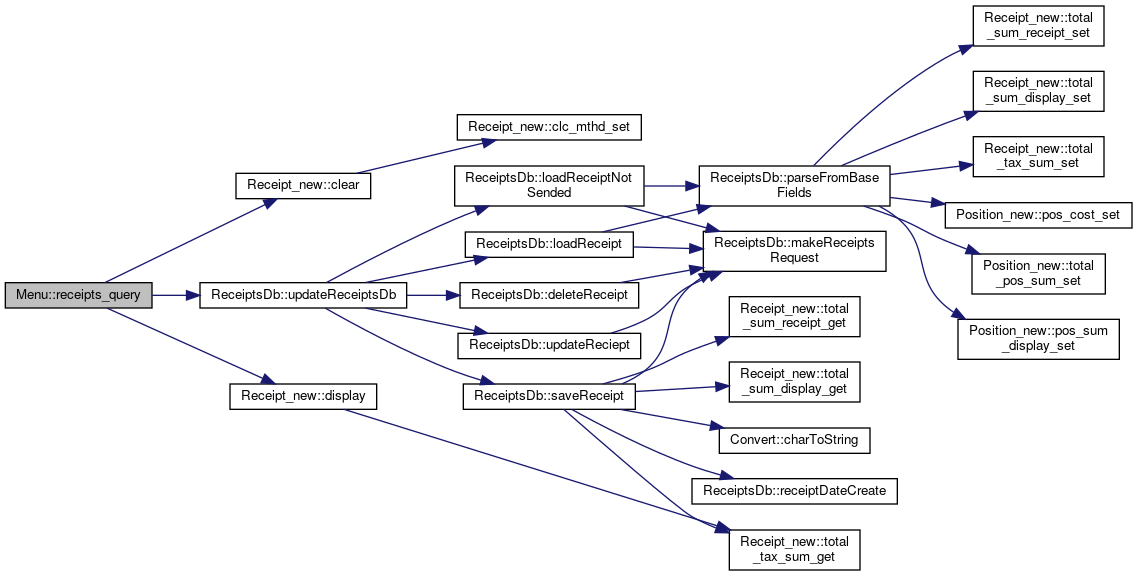 Menu::receipts_query
Receipt_new::clear
ReceiptsDb::updateReceiptsDb
Receipt_new::display
Receipt_new::clc_mthd_set
ReceiptsDb::loadReceiptNot
Sended
ReceiptsDb::loadReceipt
ReceiptsDb::deleteReceipt
ReceiptsDb::updateReciept
ReceiptsDb::saveReceipt
ReceiptsDb::parseFromBase
Fields
ReceiptsDb::makeReceipts
Request
Receipt_new::total
_sum_receipt_get
Receipt_new::total
_sum_display_get
Convert::charToString
ReceiptsDb::receiptDateCreate
Receipt_new::total
_tax_sum_get
Receipt_new::total
_sum_receipt_set
Receipt_new::total
_sum_display_set
Receipt_new::total
_tax_sum_set
Position_new::pos_cost_set
Position_new::total
_pos_sum_set
Position_new::pos_sum
_display_set